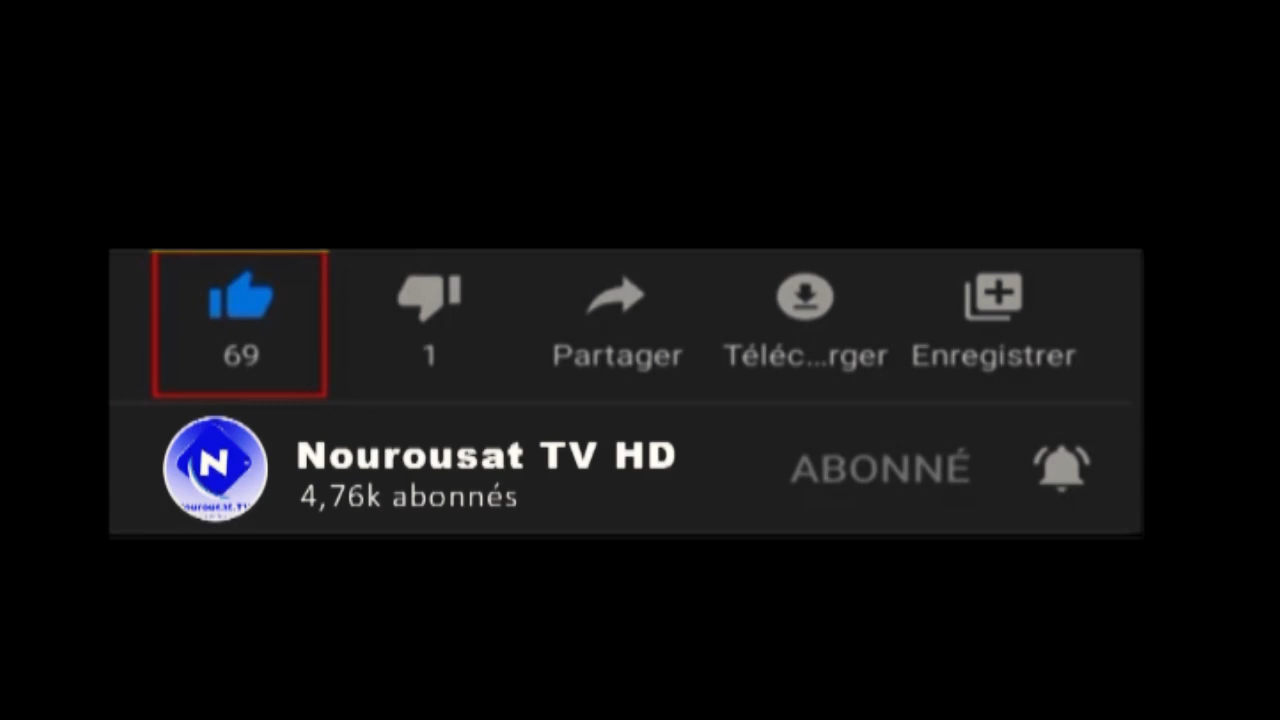 69
1
Partager
Téléc...rger
Enregistrer
N
Nourousat TV HD
4,76k abonnés
ABONNÉ